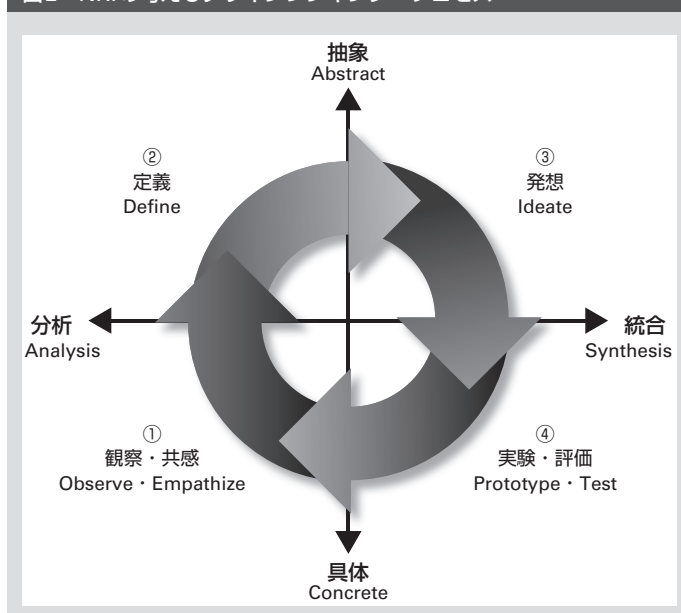 抽象
Abstract
②
定義
Define
③
発想
Ideate
分析
Analysis
統合
Synthesis
①
観察・共感
Observe・Empathize
④
実験・評価
Prototype・Test
具体
Concrete